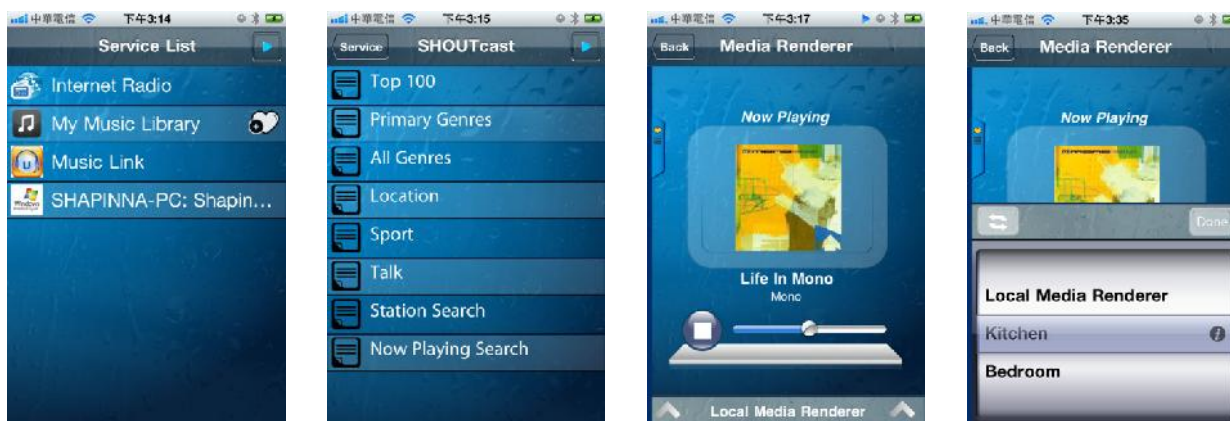 中華電信 下午3:14
Service List
Internet Radio
My Music Library
Music Link
SHAPINNA-PC: Shapin...
中華電信 下午3:15
Service SHOUTcast
Top 100
Primary Genres
All Genres
Location
Sport
Talk
Station Search
Now Playing Search
中華電信 下午3:17
Back Media Renderer
Now Playing
Life In Mono
Mono
Local Media Renderer
中華電信 下午3:35
Back Media Renderer
Now Playing
Done
Local Media Renderer
Kitchen
Bedroom